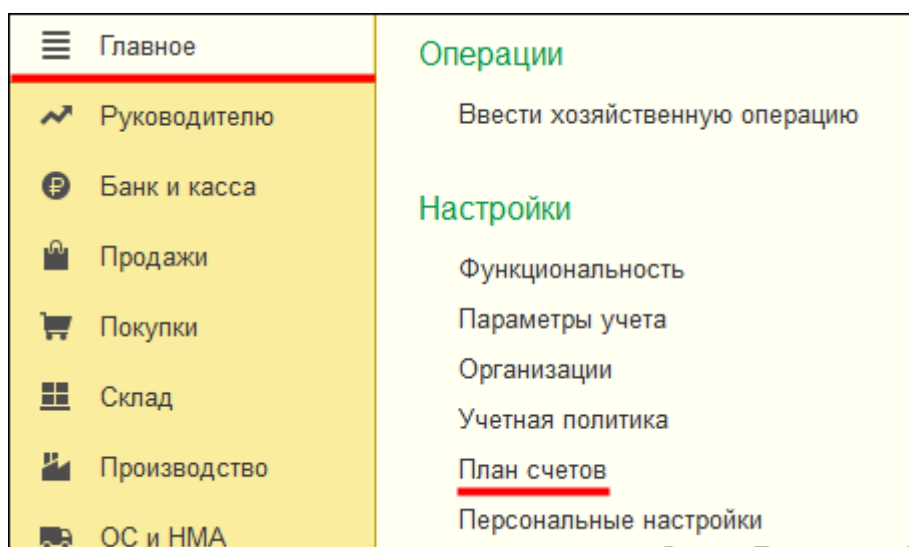 Главное
Руководителю
Банк и касса
Продажи
Покупки
Склад
Производство
ОС и НМА
Операции
Ввести хозяйственную операцию
Настройки
Функциональность
Параметры учета
Организации
Учетная политика
План счетов
Персональные настройки